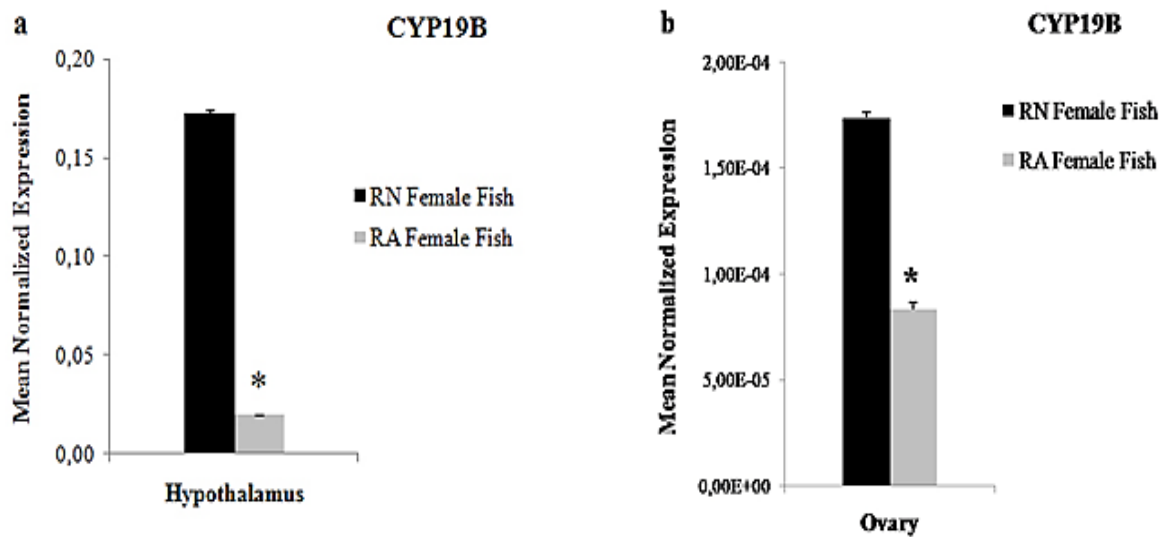 a
CYP19B
Mean Normalized Expression
0,20
0,15
0,10
0,05
0,00
*
Hypothalamus
RN Female Fish
RA Female Fish
b
CYP19B
Mean Normalized Expression
2,00E-04
1,50E-04
1,00E-04
5,00E-05
0,00E+00
*
Ovary
RN Female Fish
RA Female Fish